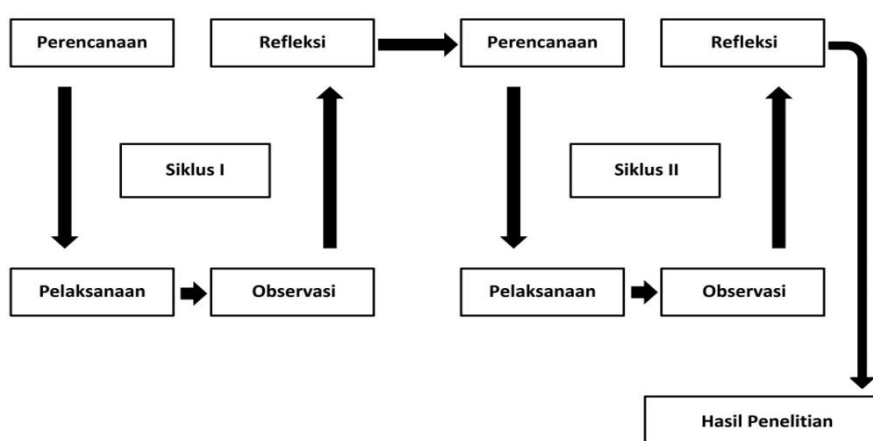 Perencanaan
Refleksi
Perencanaan
Refleksi
Siklus I
Siklus II
Pelaksanaan
Observasi
Pelaksanaan
Observasi
Hasil Penelitian